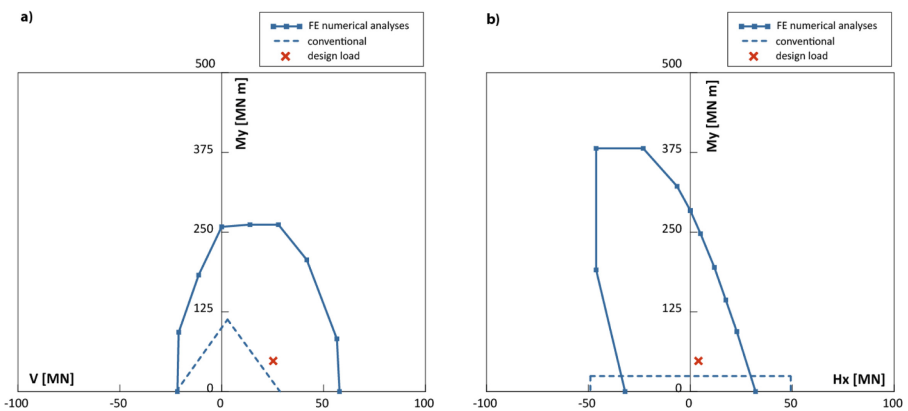 a)
FE numerical analyses
conventional
design load
500
My [MN m]
375
250
125
0
V [MN]
-100
-50
0
50
100
b)
FE numerical analyses
conventional
design load
500
My [MN m]
375
250
125
0
Hx [MN]
-100
-50
0
50
100